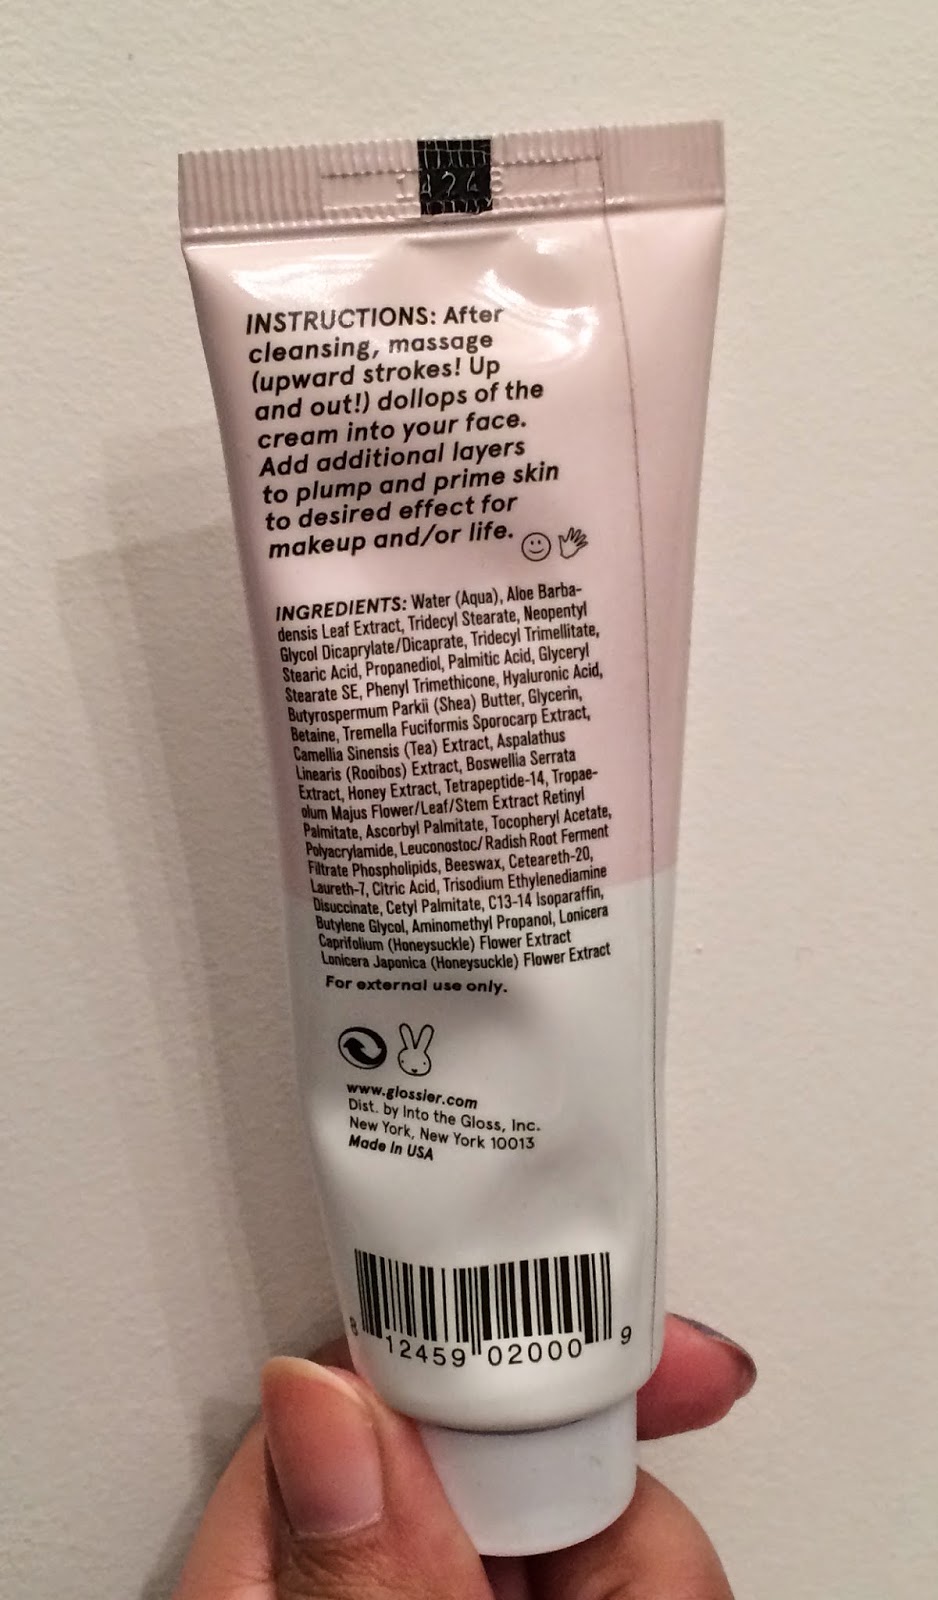 14248
INSTRUCTIONS: After
cleansing, massage
(upward strokes! Up
and out!) dollops of the
cream into your face.
Add additional layers
to plump and prime skin
to desired effect for
makeup and/or life.
INGREDIENTS: Water (Aqua), Aloe Barba-
densis Leaf Extract, Tridecyl Stearate, Neopentyl
Glycol Dicaprylate/Dicaprate, Tridecyl Trimellitate,
Stearic Acid, Propanediol, Palmitic Acid, Glyceryl
Stearate SE, Phenyl Trimethicone, Hyaluronic Acid,
Butyrospermum Parkii (Shea) Butter, Glycerin,
Betaine, Tremella Fuciformis Sporocarp Extract,
Camellia Sinensis (Tea) Extract, Aspalathus
Linearis (Rooibos) Extract, Boswellia Serrata
Extract, Honey Extract, Tetrapeptide-14, Tropae-
olum Majus Flower/Leaf/Stem Extract Retinyl
Palmitate, Ascorbyl Palmitate, Tocopheryl Acetate,
Polyacrylamide, Leuconostoc/ Radish Root Ferment
Filtrate Phospholipids, Beeswax, Ceteareth-20,
Laureth-7, Citric Acid, Trisodium Ethylenediamine
Disuccinate, Cetyl Palmitate, C13-14 Isoparaffin,
Butylene Glycol, Aminomethyl Propanol, Lonicera
Caprifolium (Honeysuckle) Flower Extract
Lonicera Japonica (Honeysuckle) Flower Extract
For external use only.
www.glossier.com
Dist. by Into the Gloss, Inc.
New York, New York 10013
Made In USA
8 12459 02000 9